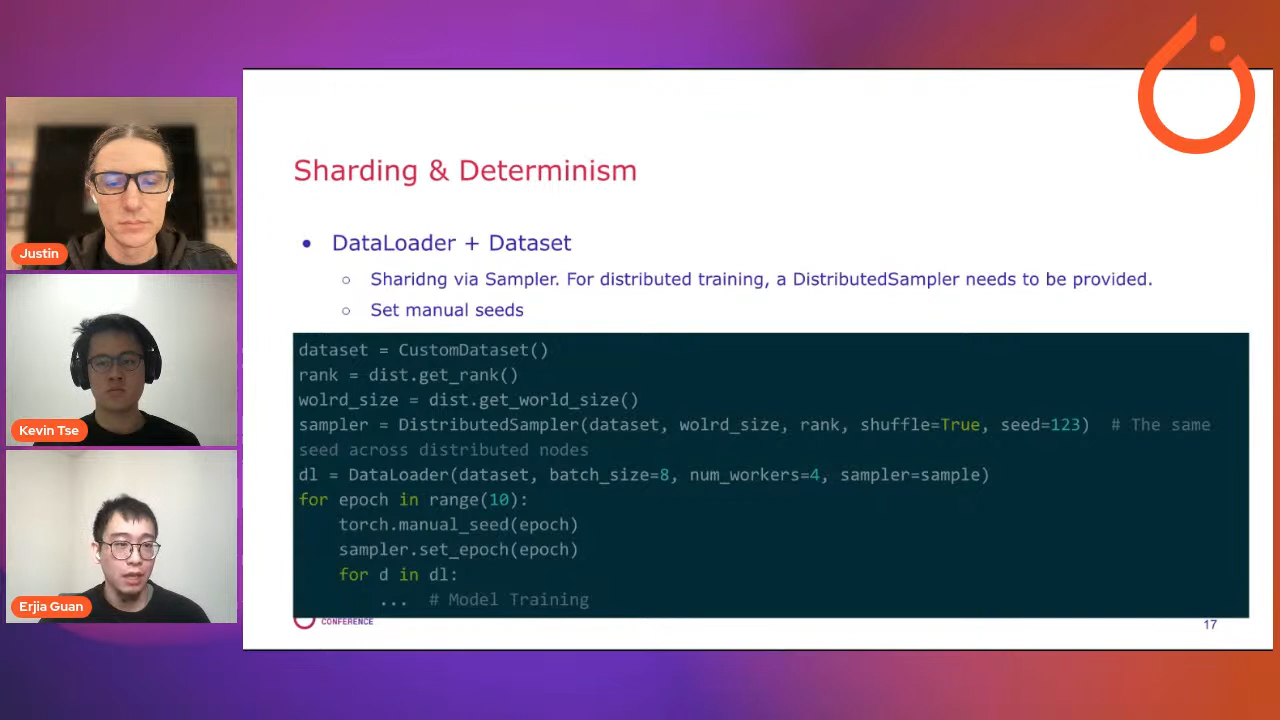 Sharding & Determinism
• DataLoader + Dataset
○ Sharidng via Sampler. For distributed training, a DistributedSampler needs to be provided.
○ Set manual seeds
dataset = CustomDataset()
rank = dist.get_rank()
wolrd_size = dist.get_world_size()
sampler = DistributedSampler(dataset, wolrd_size, rank, shuffle=True, seed=123)  # The same
seed across distributed nodes
dl = DataLoader(dataset, batch_size=8, num_workers=4, sampler=sample)
for epoch in range(10):
    torch.manual_seed(epoch)
    sampler.set_epoch(epoch)
    for d in dl:
        ...  # Model Training
CONFERENCE
17
Justin
Kevin Tse
Erjia Guan